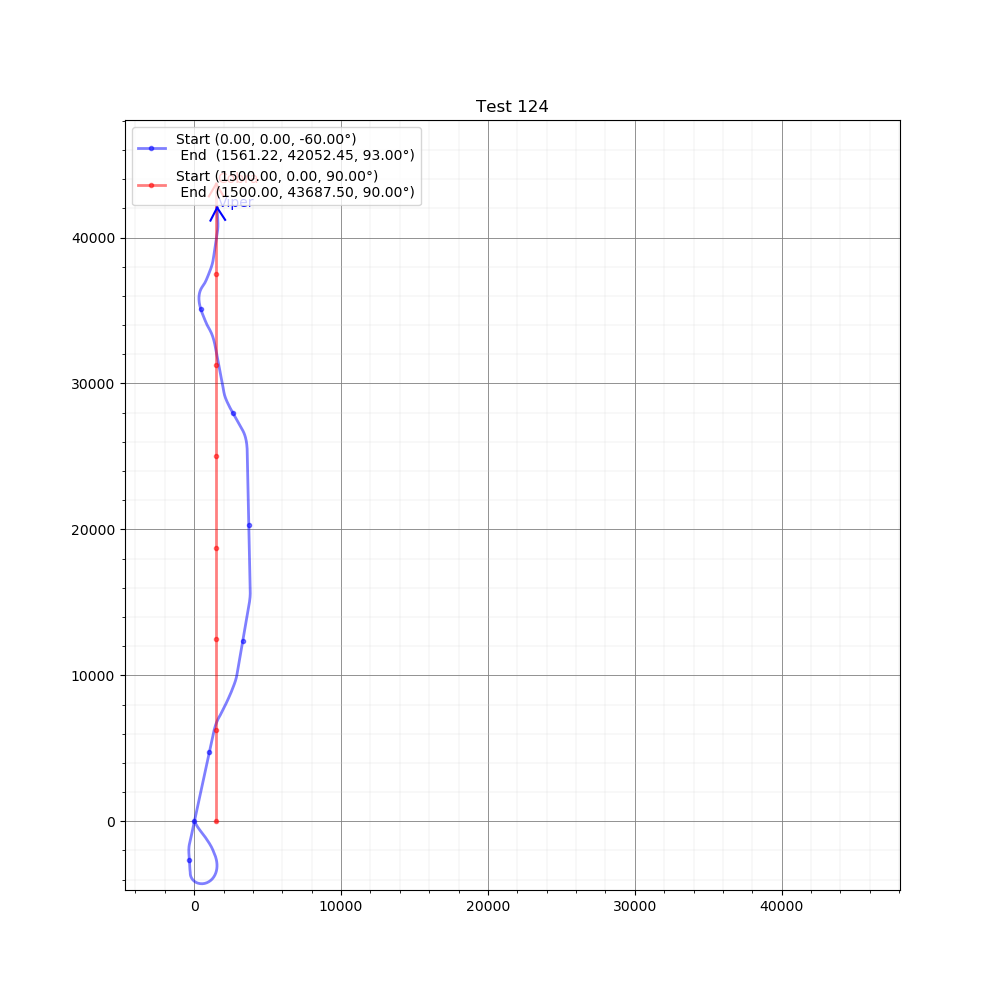 Test 124
Start (0.00, 0.00, -60.00°)
End (1561.22, 42052.45, 93.00°)
Start (1500.00, 0.00, 90.00°)
End (1500.00, 43687.50, 90.00°)
Viper
40000
30000
20000
10000
0
0 10000 20000 30000 40000